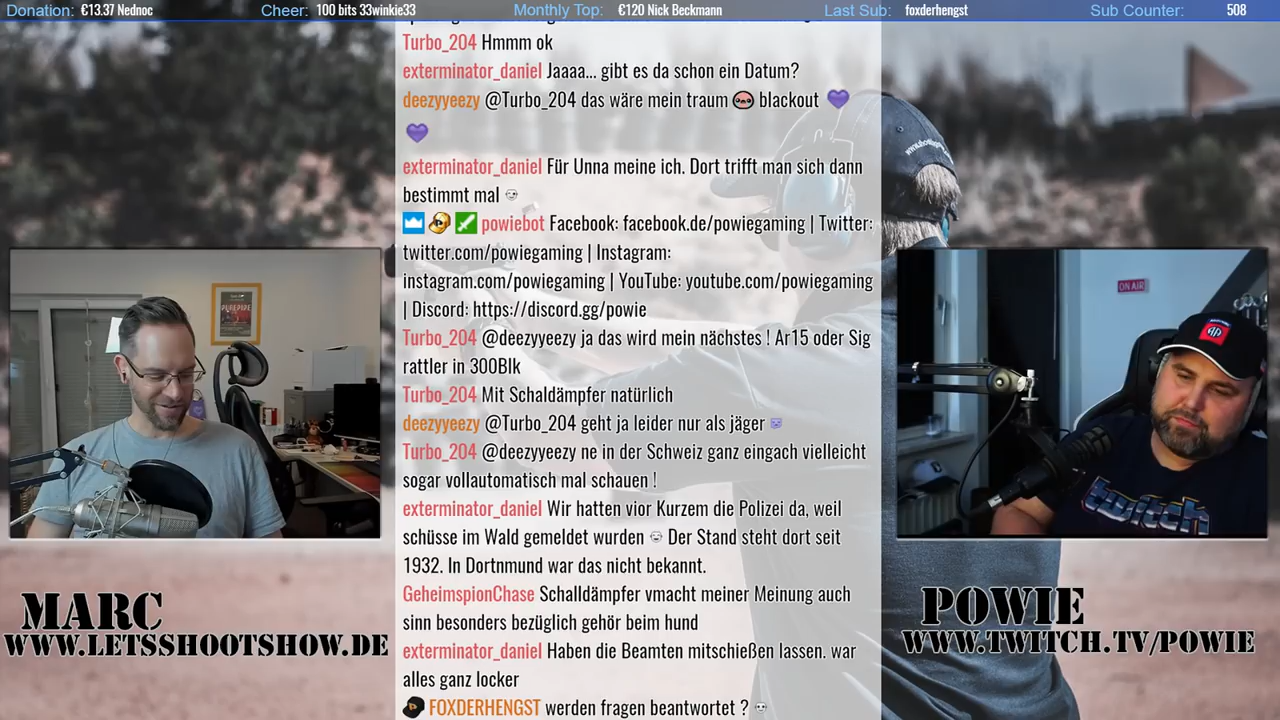 Donation: €13.37 Nednoc Cheer: 100 bits 33winkie33 Monthly Top: €120 Nick Beckmann Last Sub: foxderhengst Sub Counter: 508
Turbo_204 Hmmm ok
exterminator_daniel Jaaaa... gibt es da schon ein Datum?
deezyyeezy @Turbo_204 das wäre mein traum blackout
exterminator_daniel Für Unna meine ich. Dort trifft man sich dann
bestimmt mal
powiebot Facebook: facebook.de/powiegaming | Twitter:
twitter.com/powiegaming | Instagram:
instagram.com/powiegaming | YouTube: youtube.com/powiegaming
| Discord: https://discord.gg/powie
Turbo_204 @deezyyeezy ja das wird mein nächstes ! Ar15 oder Sig
rattler in 300Blk
Turbo_204 Mit Schaldämpfer natürlich
deezyyeezy @Turbo_204 geht ja leider nur als jäger
Turbo_204 @deezyyeezy ne in der Schweiz ganz eingach vielleicht
sogar vollautomatisch mal schauen !
exterminator_daniel Wir hatten vior Kurzem die Polizei da, weil
schüsse im Wald gemeldet wurden Der Stand steht dort seit
1932. In Dortnmund war das nicht bekannt.
GeheimspionChase Schalldämpfer vmacht meiner Meinung auch
sinn besonders bezüglich gehör beim hund
exterminator_daniel Haben die Beamten mitschießen lassen. war
alles ganz locker
FOXDERHENGST werden fragen beantwortet ?
ON AIR
twitch
MARC
WWW.LETSSHOOTSHOW.DE
POWIE
WWW.TWITCH.TV/POWIE